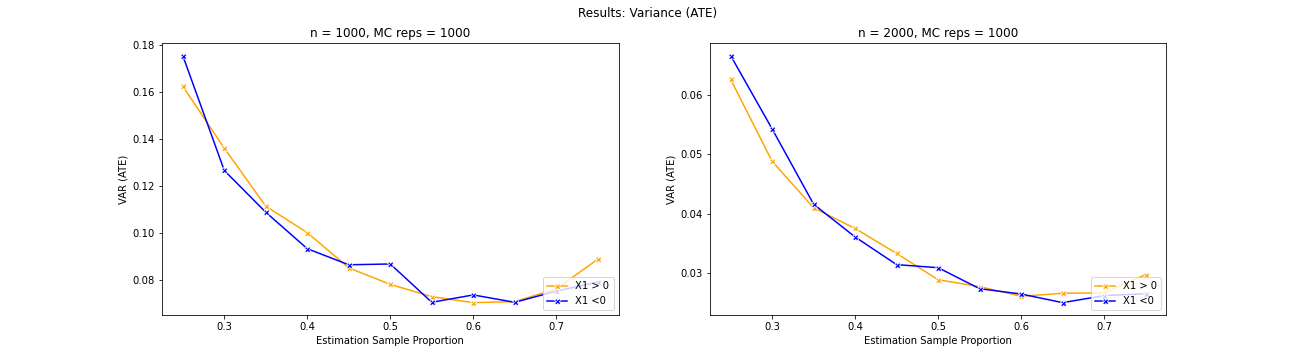 Results: Variance (ATE)
n = 1000, MC reps = 1000
VAR (ATE)
0.18
0.16
0.14
0.12
0.10
0.08
0.3
0.4
0.5
0.6
0.7
Estimation Sample Proportion
X1 > 0
X1 <0
n = 2000, MC reps = 1000
VAR (ATE)
0.06
0.05
0.04
0.03
0.3
0.4
0.5
0.6
0.7
Estimation Sample Proportion
X1 > 0
X1 <0